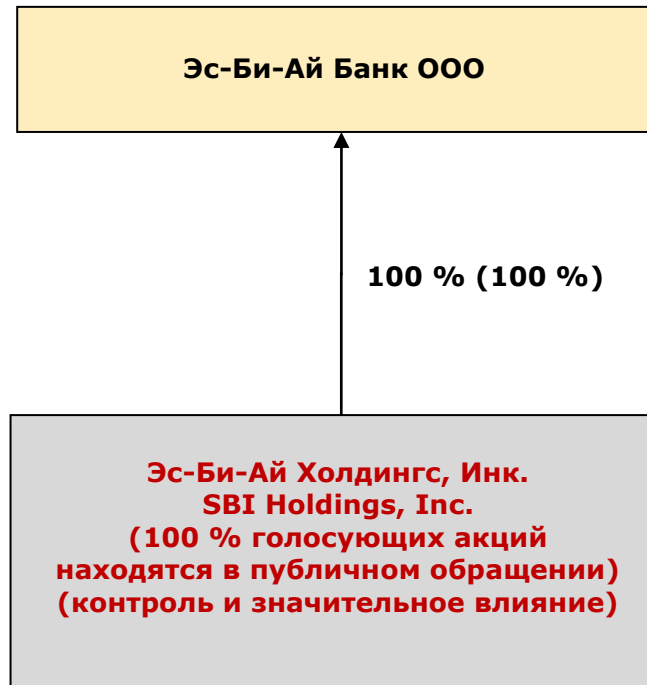 Эс-Би-Ай Банк ООО
100 % (100 %)
Эс-Би-Ай Холдингс, Инк.
SBI Holdings, Inc.
(100 % голосующих акций
находятся в публичном обращении)
(контроль и значительное влияние)